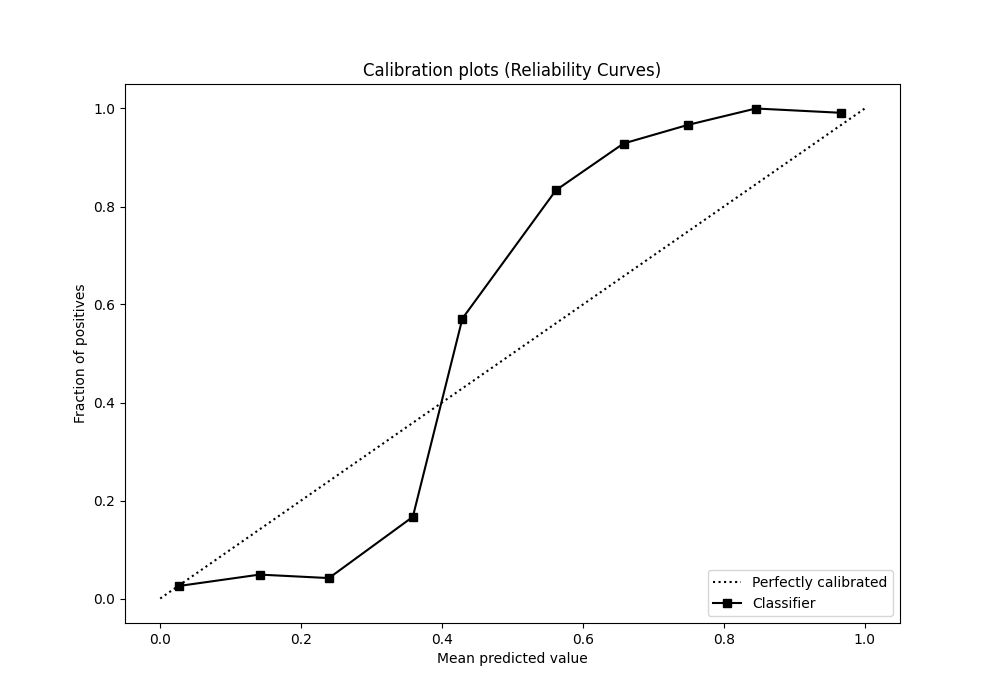 Calibration plots (Reliability Curves)
Fraction of positives
1.0
0.8
0.6
0.4
0.2
0.0
0.0 0.2 0.4 0.6 0.8 1.0
Mean predicted value
Perfectly calibrated
Classifier